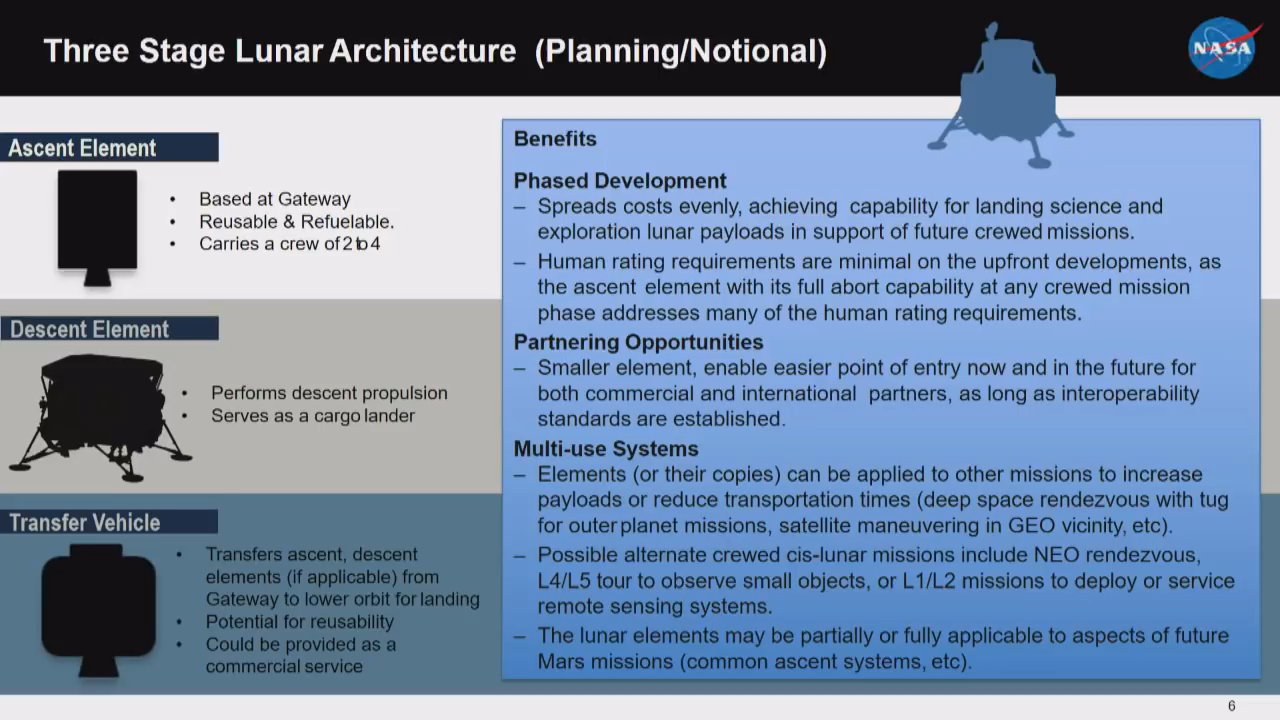 Three Stage Lunar Architecture (Planning/Notional)
NASA
Ascent Element
• Based at Gateway
• Reusable & Refuelable.
• Carries a crew of 2 to 4
Descent Element
• Performs descent propulsion
• Serves as a cargo lander
Transfer Vehicle
• Transfers ascent, descent
elements (if applicable) from
Gateway to lower orbit for landing
• Potential for reusability
• Could be provided as a
commercial service
Benefits
Phased Development
– Spreads costs evenly, achieving capability for landing science and
exploration lunar payloads in support of future crewed missions.
– Human rating requirements are minimal on the upfront developments, as
the ascent element with its full abort capability at any crewed mission
phase addresses many of the human rating requirements.
Partnering Opportunities
– Smaller element, enable easier point of entry now and in the future for
both commercial and international partners, as long as interoperability
standards are established.
Multi-use Systems
– Elements (or their copies) can be applied to other missions to increase
payloads or reduce transportation times (deep space rendezvous with tug
for outer planet missions, satellite maneuvering in GEO vicinity, etc).
– Possible alternate crewed cis-lunar missions include NEO rendezvous,
L4/L5 tour to observe small objects, or L1/L2 missions to deploy or service
remote sensing systems.
– The lunar elements may be partially or fully applicable to aspects of future
Mars missions (common ascent systems, etc).
6